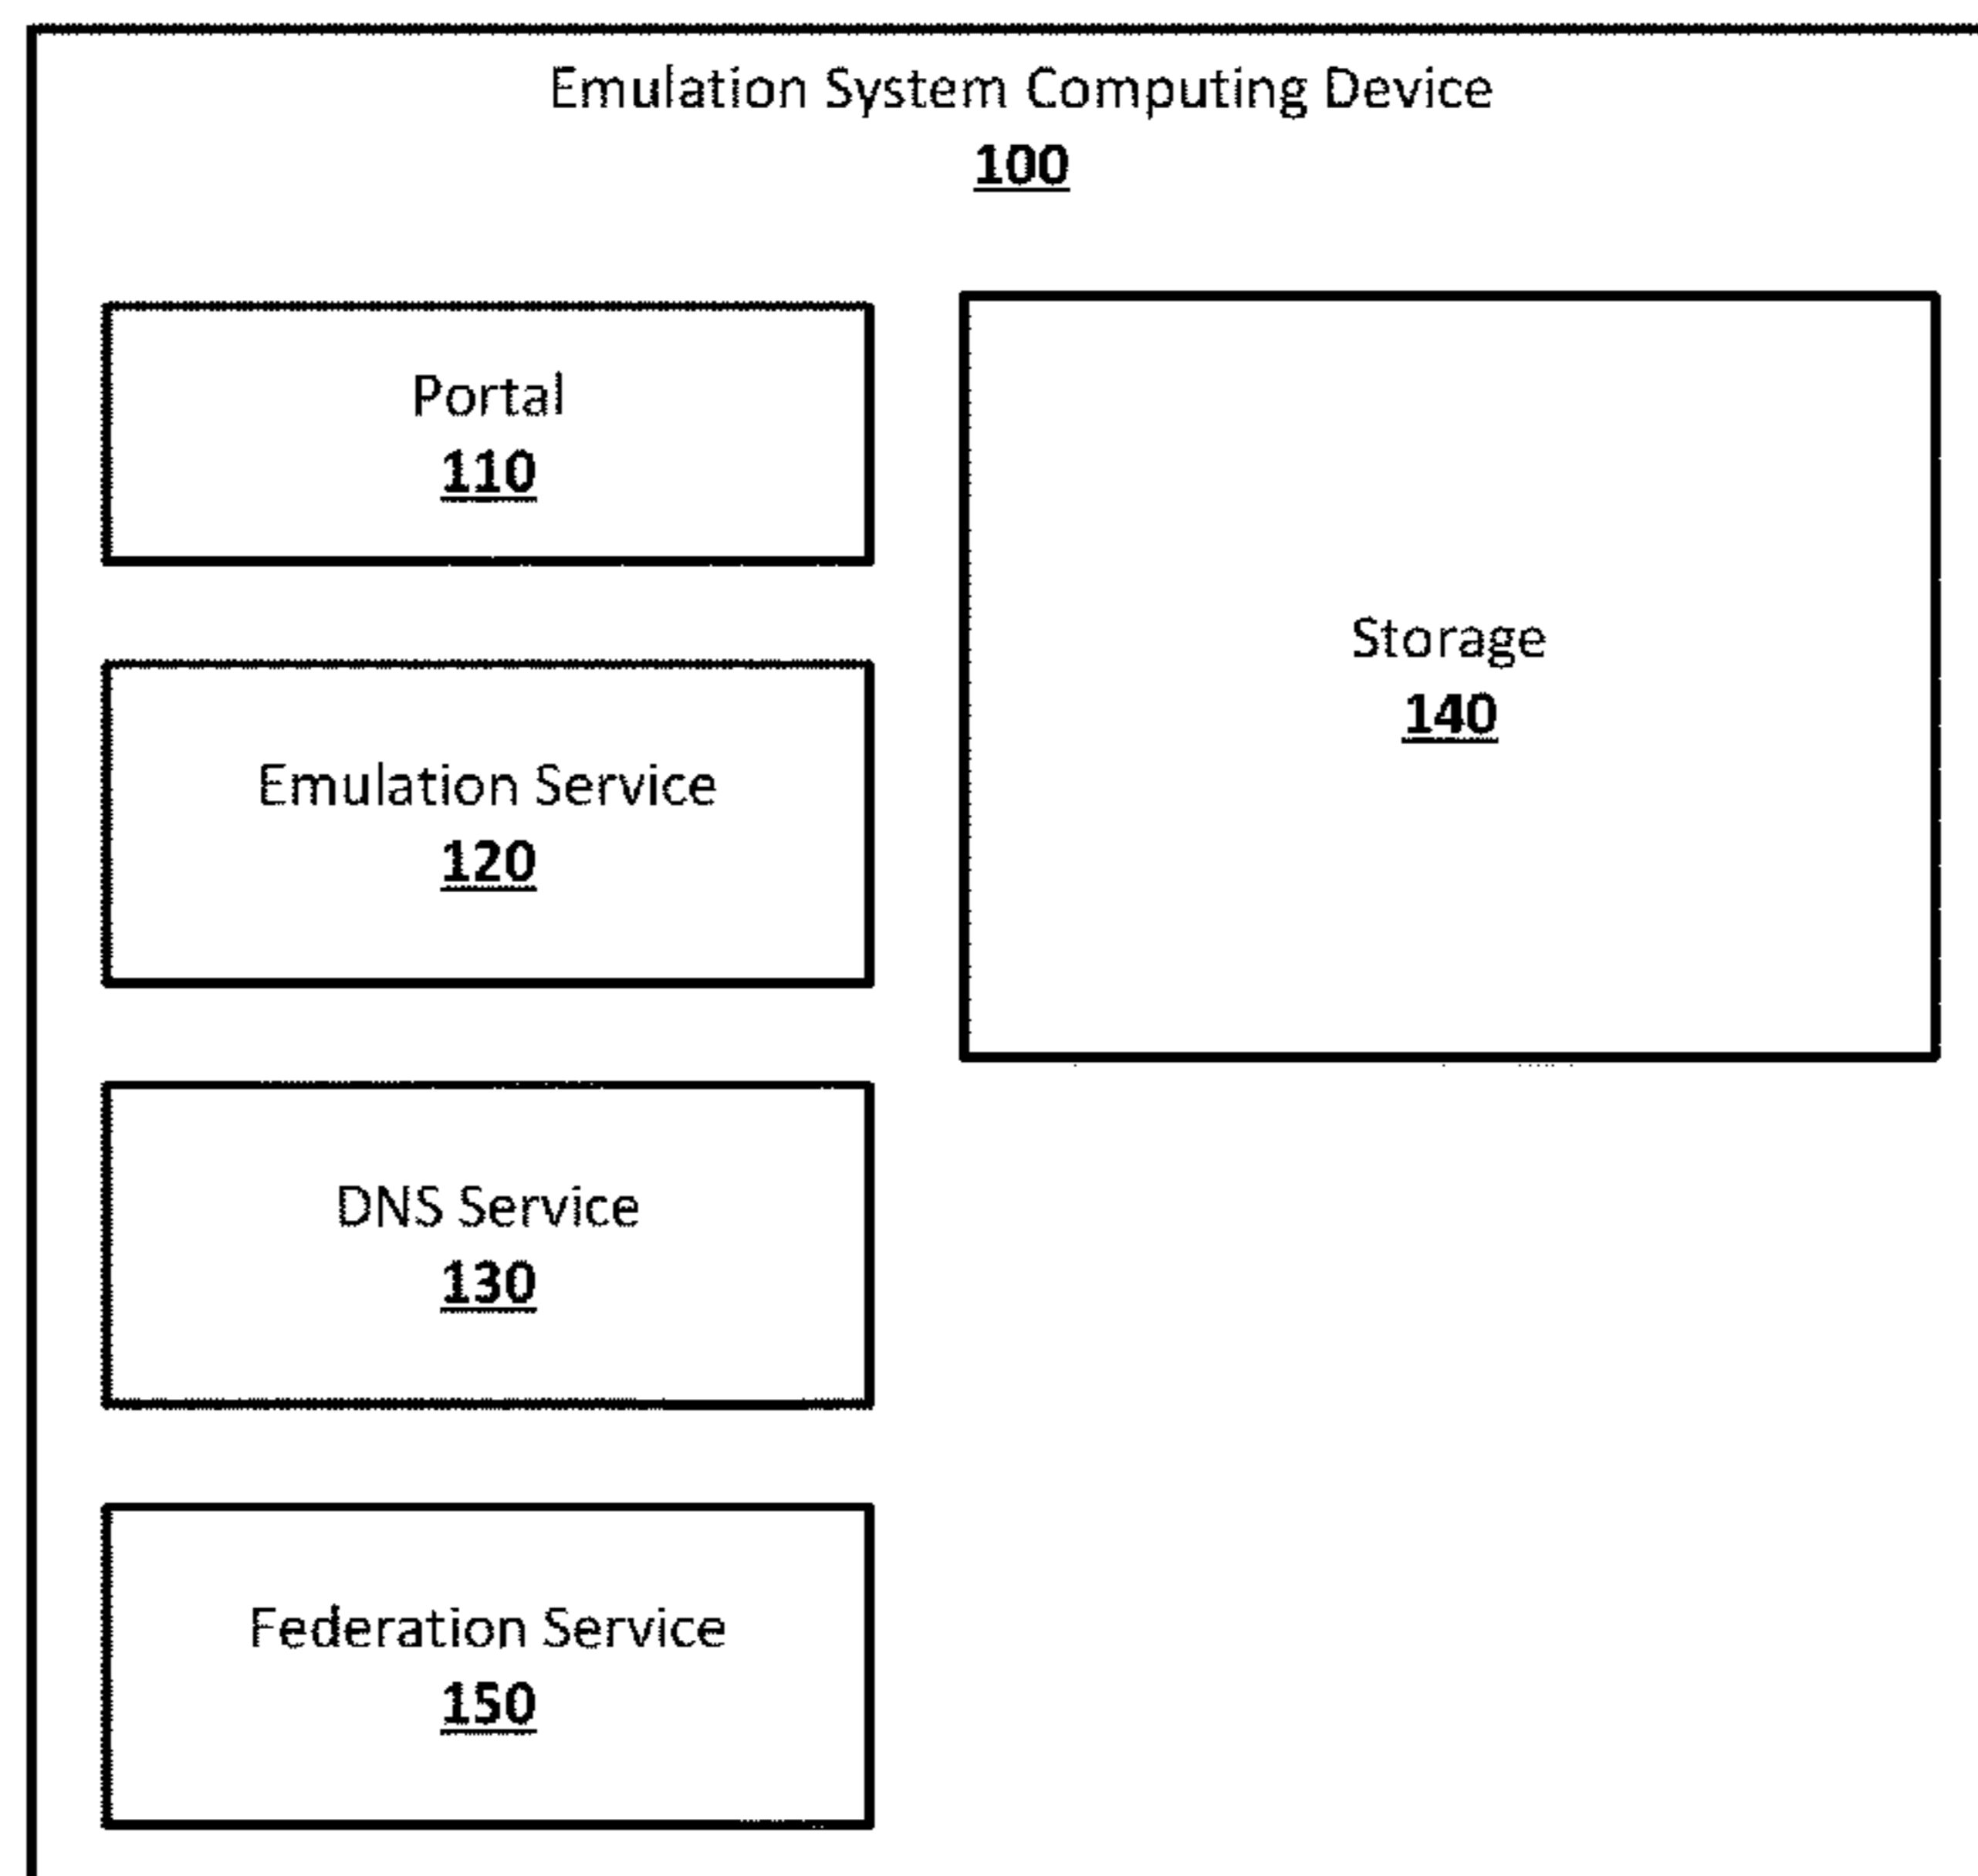 Emulation System Computing Device
100
Portal
110
Emulation Service
120
DNS Service
130
Federation Service
150
Storage
140